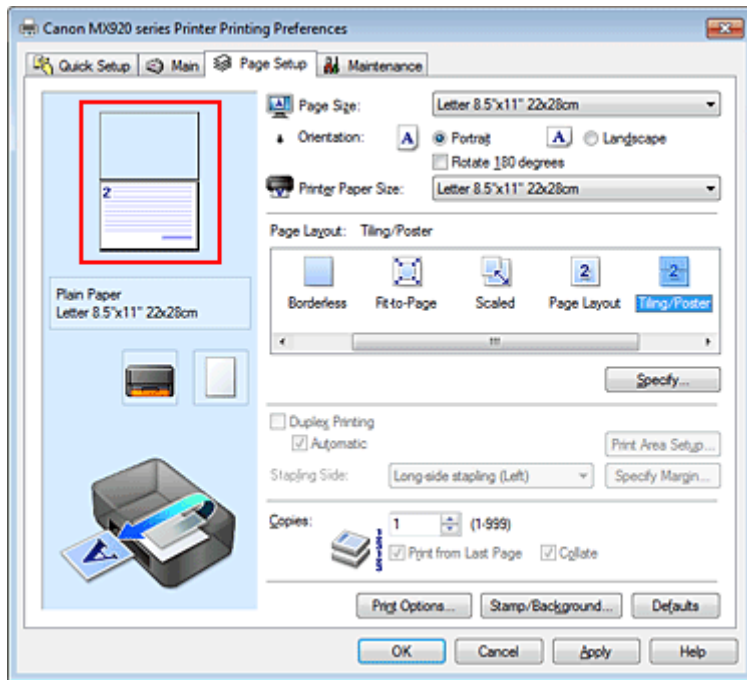 Canon MX920 series Printer Printing Preferences
Quick Setup Main Page Setup Maintenance
2
Plain Paper
Letter 8.5"x11" 22x28cm
Page Size: Letter 8.5"x11" 22x28cm
Orientation: A Portrait A Landscape
Rotate 180 degrees
Printer Paper Size: Letter 8.5"x11" 22x28cm
Page Layout: Tiling/Poster
2 2
Borderless Fit-to-Page Scaled Page Layout Tiling/Poster
Specify...
Duplex Printing
Automatic Print Area Setup...
Stapling Side: Long-side stapling (Left) Specify Margin...
Copies: 1 (1-999)
Print from Last Page Collate
A
Print Options... Stamp/Background... Defaults
OK Cancel Apply Help